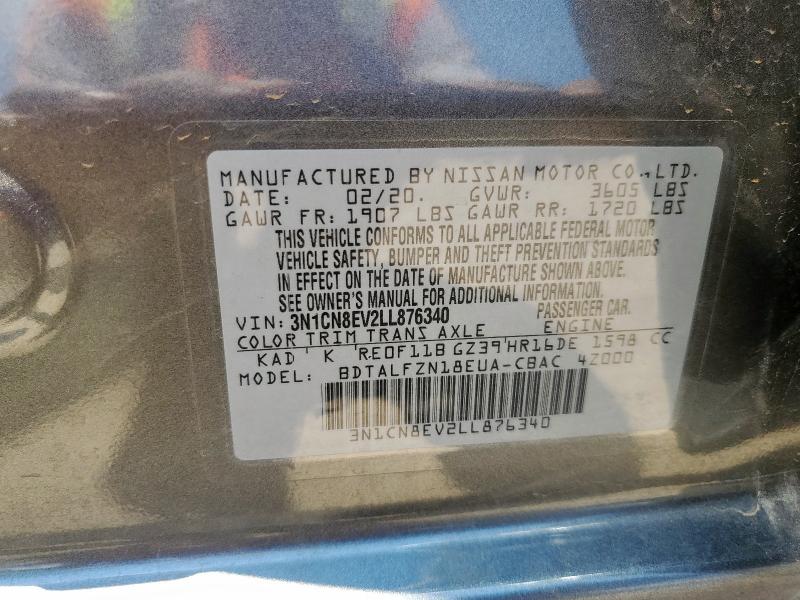 MANUFACTURED BY NISSAN MOTOR CO., LTD.
DATE: 02/20. GVWR: 3605 LBS
GAWR FR: 1907 LBS GAWR RR: 1720 LBS
THIS VEHICLE CONFORMS TO ALL APPLICABLE FEDERAL MOTOR
VEHICLE SAFETY, BUMPER AND THEFT PREVENTION STANDARDS
IN EFFECT ON THE DATE OF MANUFACTURE SHOWN ABOVE.
SEE OWNER'S MANUAL FOR ADDITIONAL INFORMATION.
VIN: 3N1CN8EV2LL876340 PASSENGER CAR.
COLOR TRIM TRANS AXLE ENGINE
KAD K RE0F11B GZ39 HR16DE 1598 CC
MODEL: BDTALFZN18EUA-CBAC 4Z000
3N1CN8EV2LL876340